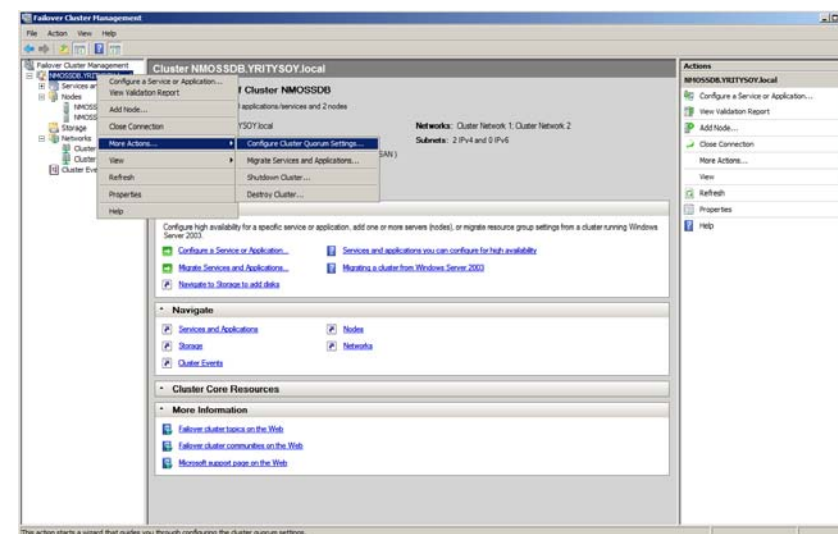 Failover Cluster Management
File Action View Help
Failover Cluster Management
NMOSSDB.YRITYSOY.local
Services ar
Nodes
NMOSS
NMOSS
Storage
Networks
Cluster
Cluster
Cluster Eve
Configure a Service or Application...
View Validation Report
Add Node...
Close Connection
More Actions...
View
Refresh
Properties
Help
Configure Cluster Quorum Settings...
Migrate Services and Applications...
Shutdown Cluster...
Destroy Cluster...
Cluster NMOSSDB.YRITYSOY.local
f Cluster NMOSSDB
applications/services and 2 nodes
YSOY.local
SAN)
Networks: Cluster Network 1; Cluster Network 2
Subnets: 2 IPv4 and 0 IPv6
Configure high availability for a specific service or application, add one or more servers (nodes), or migrate resource group settings from a cluster running Windows
Server 2003.
Configure a Service or Application...
Services and applications you can configure for high availability
Migrate Services and Applications...
Migrating a cluster from Windows Server 2003
Navigate to Storage to add disks
Navigate
Services and Applications
Nodes
Storage
Networks
Cluster Events
Cluster Core Resources
More Information
Failover cluster topics on the Web
Failover cluster communities on the Web
Microsoft support page on the Web
Actions
NMOSSDB.YRITYSOY.local
Configure a Service or Application...
View Validation Report
Add Node...
Close Connection
More Actions...
View
Refresh
Properties
Help
This action starts a wizard that guides you through configuring the cluster quorum settings.